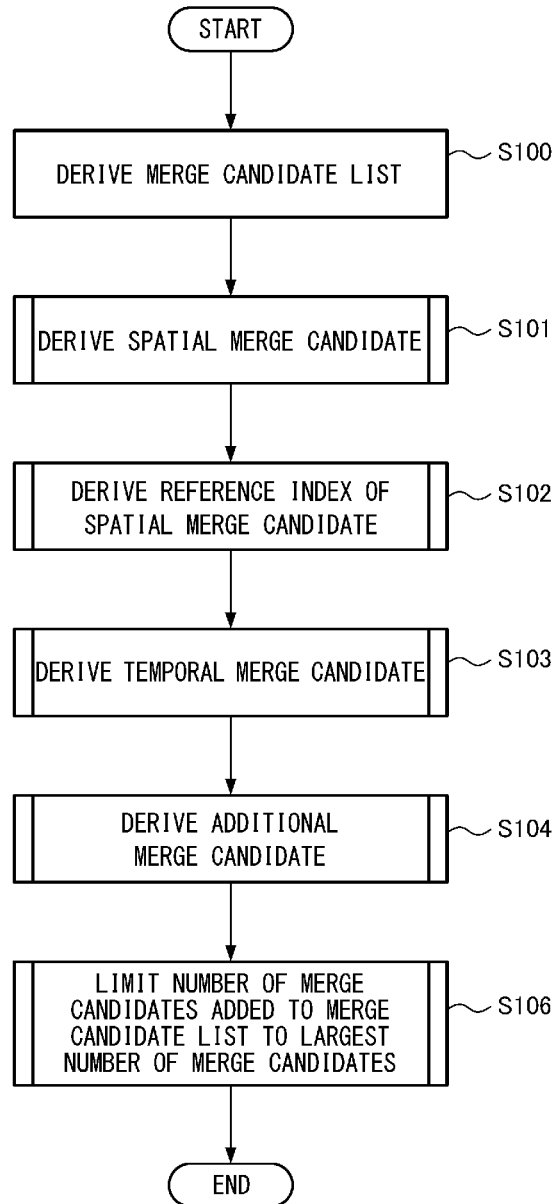 START
DERIVE MERGE CANDIDATE LIST
S100
DERIVE SPATIAL MERGE CANDIDATE
S101
DERIVE REFERENCE INDEX OF
SPATIAL MERGE CANDIDATE
S102
DERIVE TEMPORAL MERGE CANDIDATE
S103
DERIVE ADDITIONAL
MERGE CANDIDATE
S104
LIMIT NUMBER OF MERGE
CANDIDATES ADDED TO MERGE
CANDIDATE LIST TO LARGEST
NUMBER OF MERGE CANDIDATES
S106
END